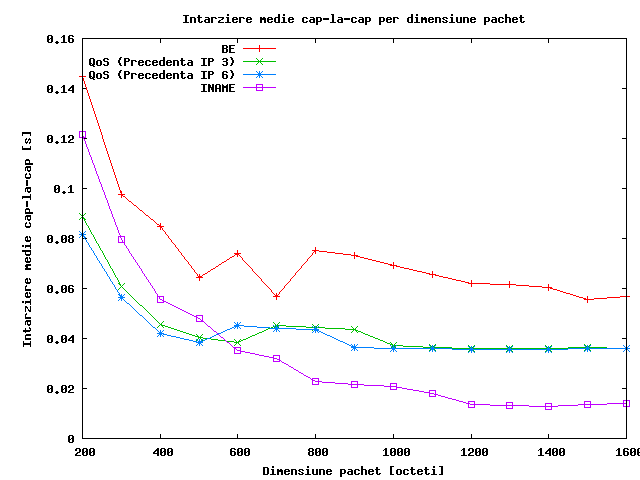 Intarziere medie cap-la-cap per dimensiune pachet
0.16
0.14
0.12
0.1
0.08
0.06
0.04
0.02
0
Intarziere medie cap-la-cap [s]
BE
QoS (Precedenta IP 3)
QoS (Precedenta IP 6)
INAME
200 400 600 800 1000 1200 1400 1600
Dimensiune pachet [octeti]